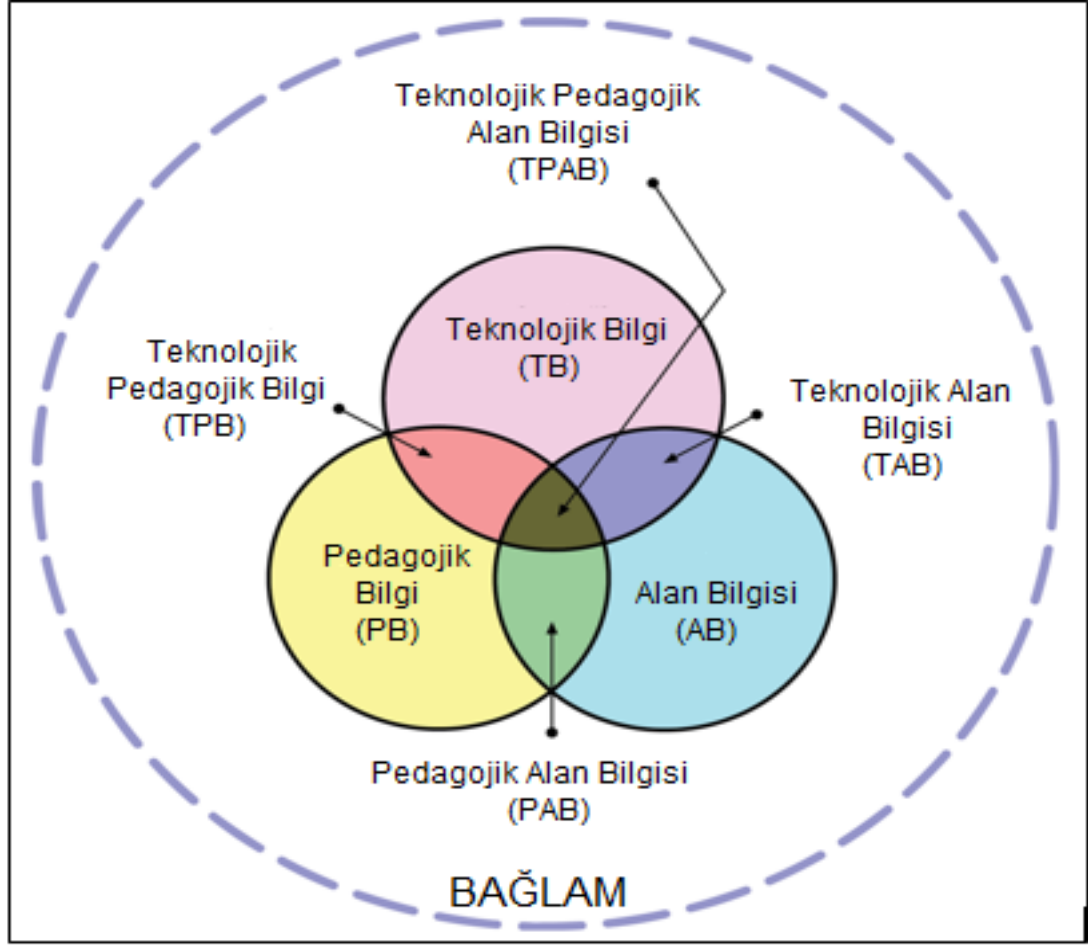 Teknolojik Pedagojik
Alan Bilgisi
(TPAB)
Teknolojik Bilgi
(TB)
Teknolojik
Pedagojik Bilgi
(TPB)
Teknolojik Alan
Bilgisi
(TAB)
Pedagojik
Bilgi
(PB)
Alan Bilgisi
(AB)
Pedagojik Alan Bilgisi
(PAB)
BAĞLAM